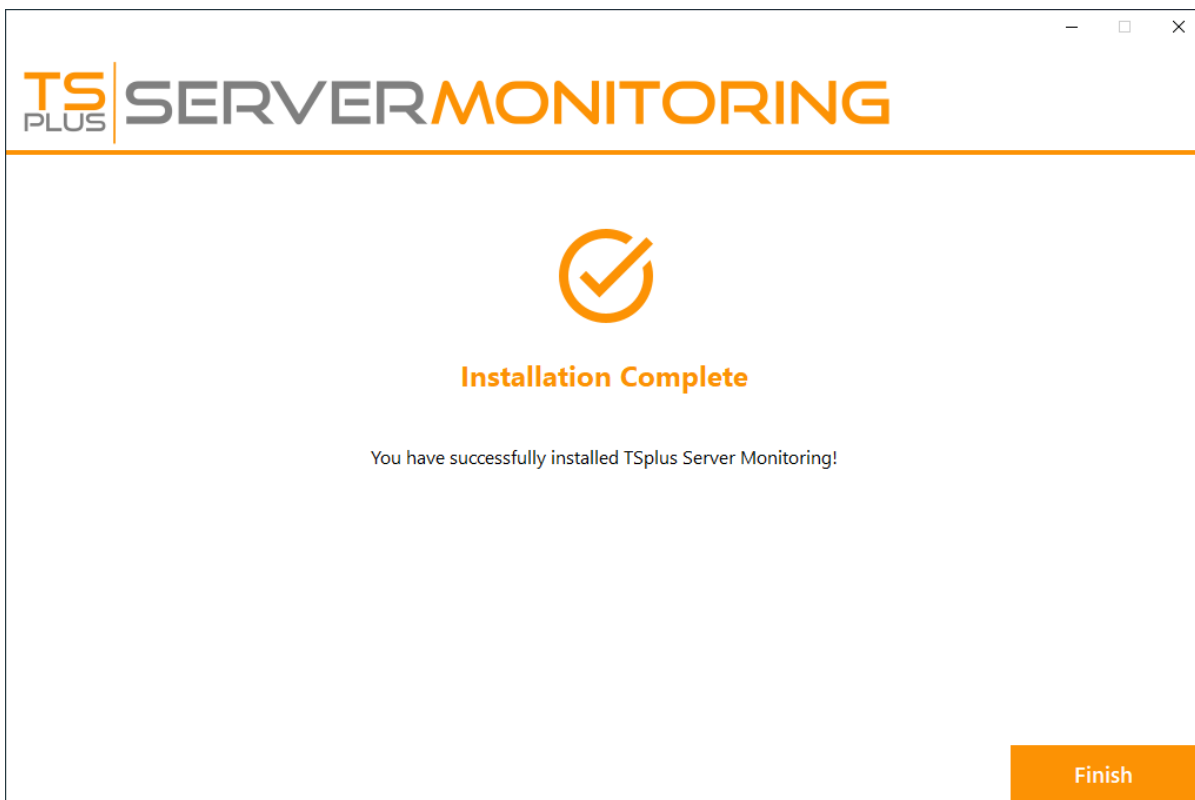 TS PLUS SERVERMONITORING
Installation Complete
You have successfully installed TSplus Server Monitoring!
Finish